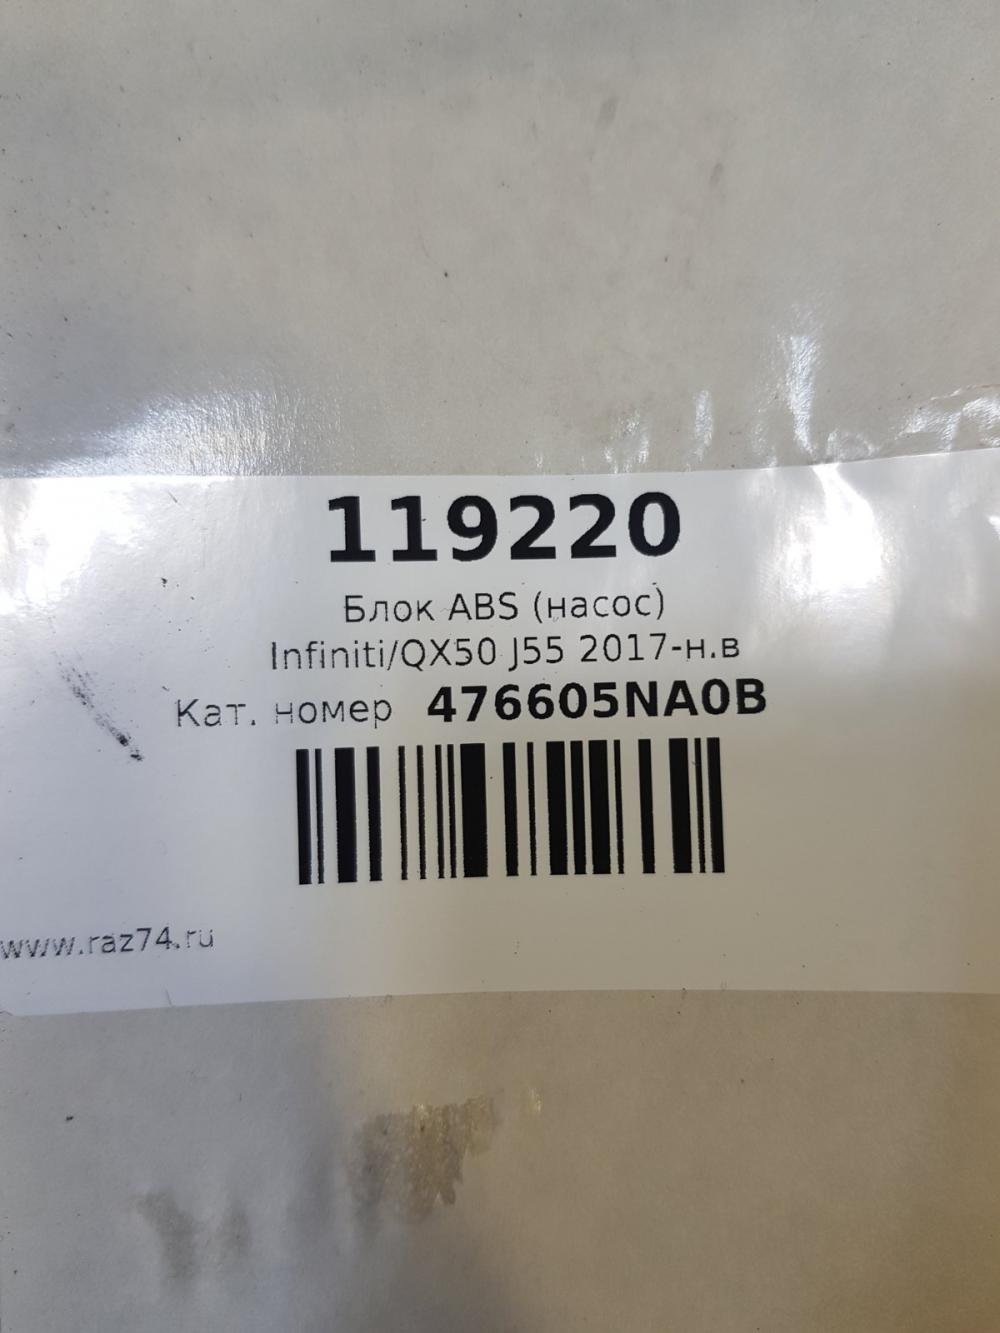 119220
Блок ABS (насос)
Infiniti/QX50 J55 2017-н.в
Кат. номер 476605NA0B
www.raz74.ru